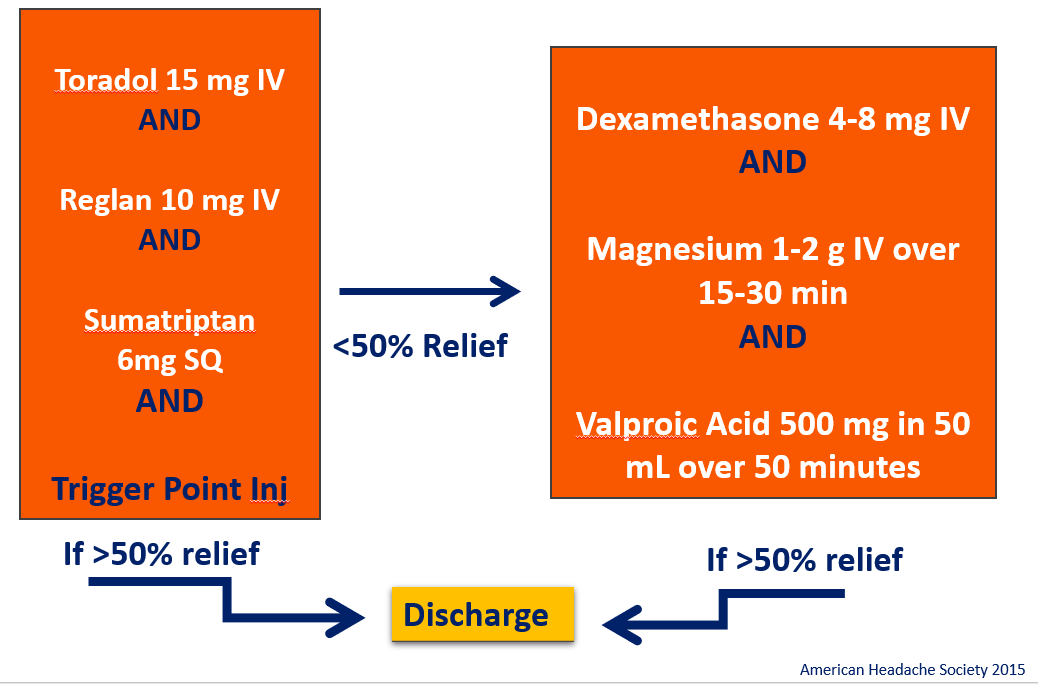 Toradol 15 mg IV
AND
Reglan 10 mg IV
AND
Sumatriptan
6mg SQ
AND
Trigger Point Inj
<50% Relief
Dexamethasone 4-8 mg IV
AND
Magnesium 1-2 g IV over
15-30 min
AND
Valproic Acid 500 mg in 50
mL over 50 minutes
If >50% relief
If >50% relief
Discharge
American Headache Society 2015